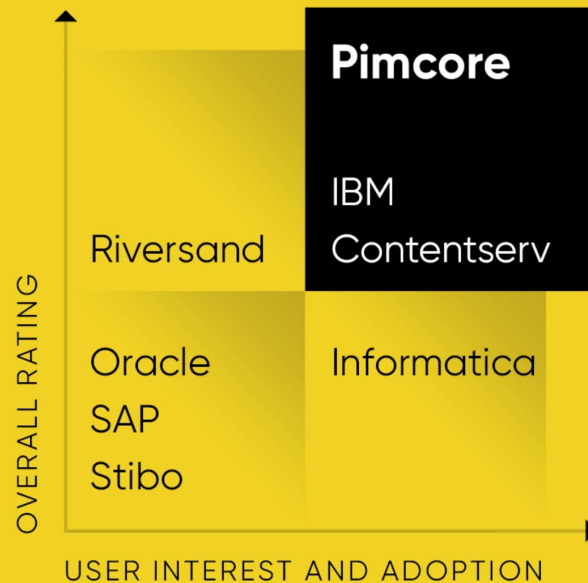 Pimcore
IBM
Riversand
Contentserv
Oracle
Informatica
SAP
Stibo
OVERALL RATING
USER INTEREST AND ADOPTION